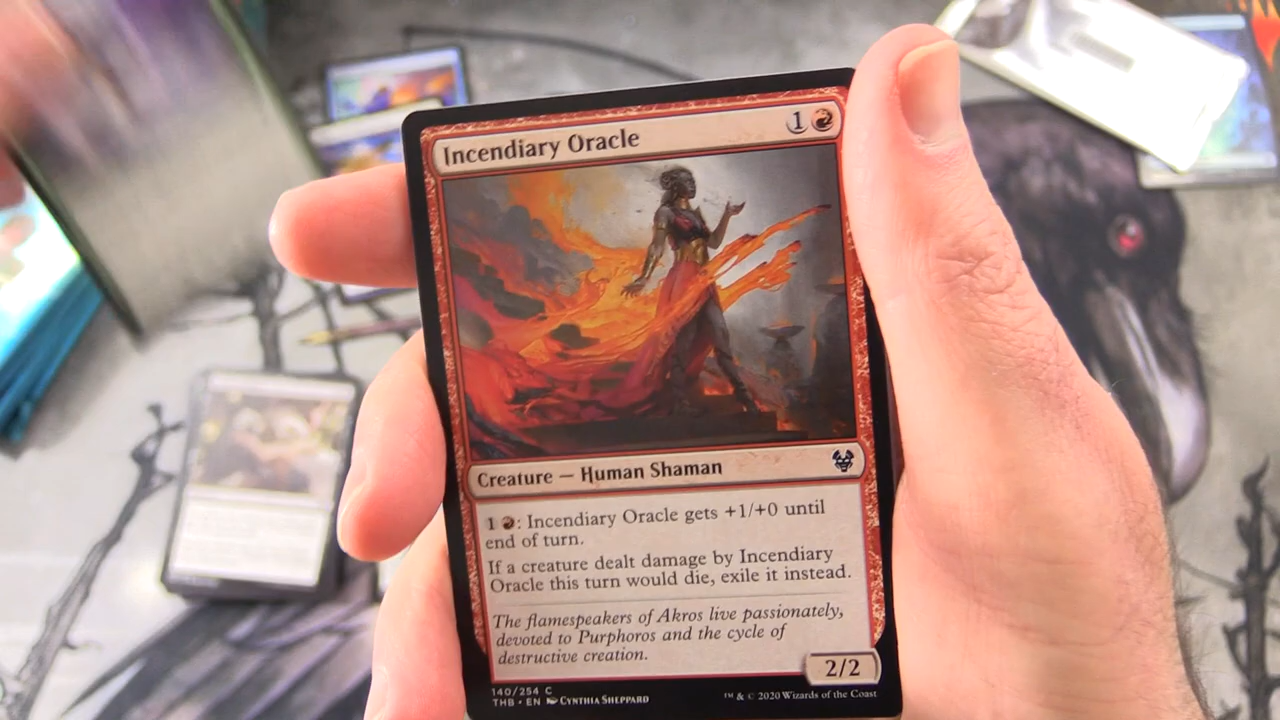 Incendiary Oracle 1
Creature — Human Shaman
1 : Incendiary Oracle gets +1/+0 until
end of turn.
If a creature dealt damage by Incendiary
Oracle this turn would die, exile it instead.
The flamespeakers of Akros live passionately,
devoted to Purphoros and the cycle of
destructive creation.
2/2
140/254 C
THB • EN Cynthia Sheppard
™ & © 2020 Wizards of the Coast